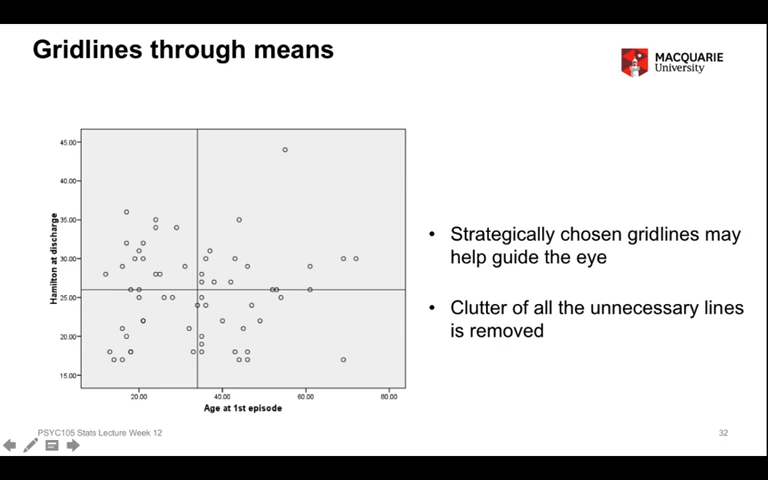 Gridlines through means
MACQUARIE
University
45.00
40.00
35.00
30.00
25.00
20.00
15.00
Hamilton at discharge
20.00
40.00
60.00
80.00
Age at 1st episode
• Strategically chosen gridlines may
help guide the eye
• Clutter of all the unnecessary lines
is removed
PSYC105 Stats Lecture Week 12
32